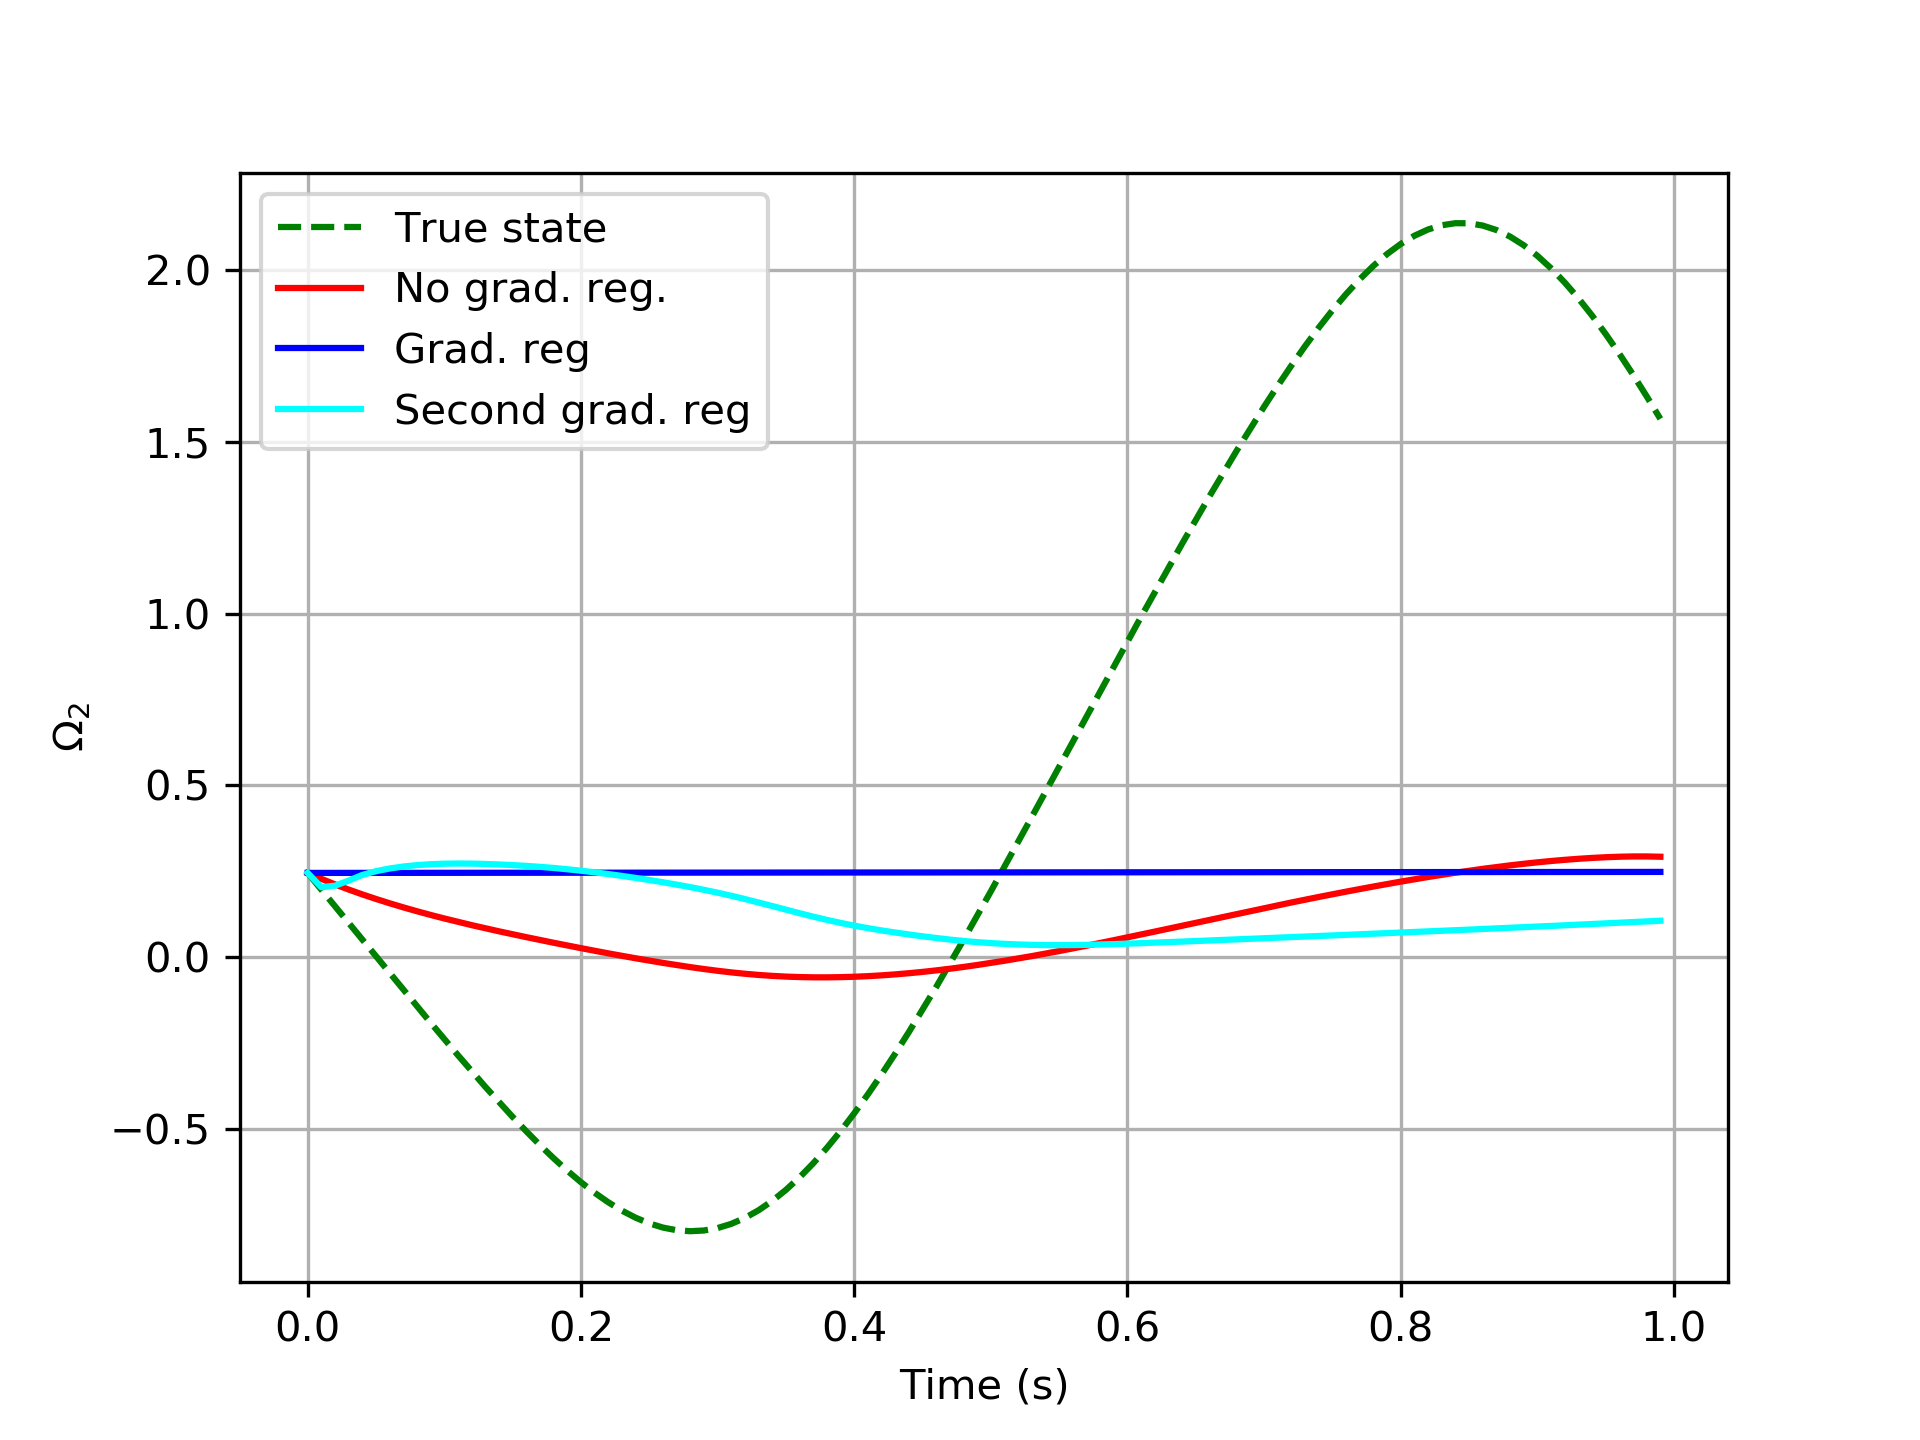 True state
No grad. reg.
Grad. reg
Second grad. reg
2.0
1.5
1.0
0.5
0.0
−0.5
Ω₂
0.0 0.2 0.4 0.6 0.8 1.0
Time (s)